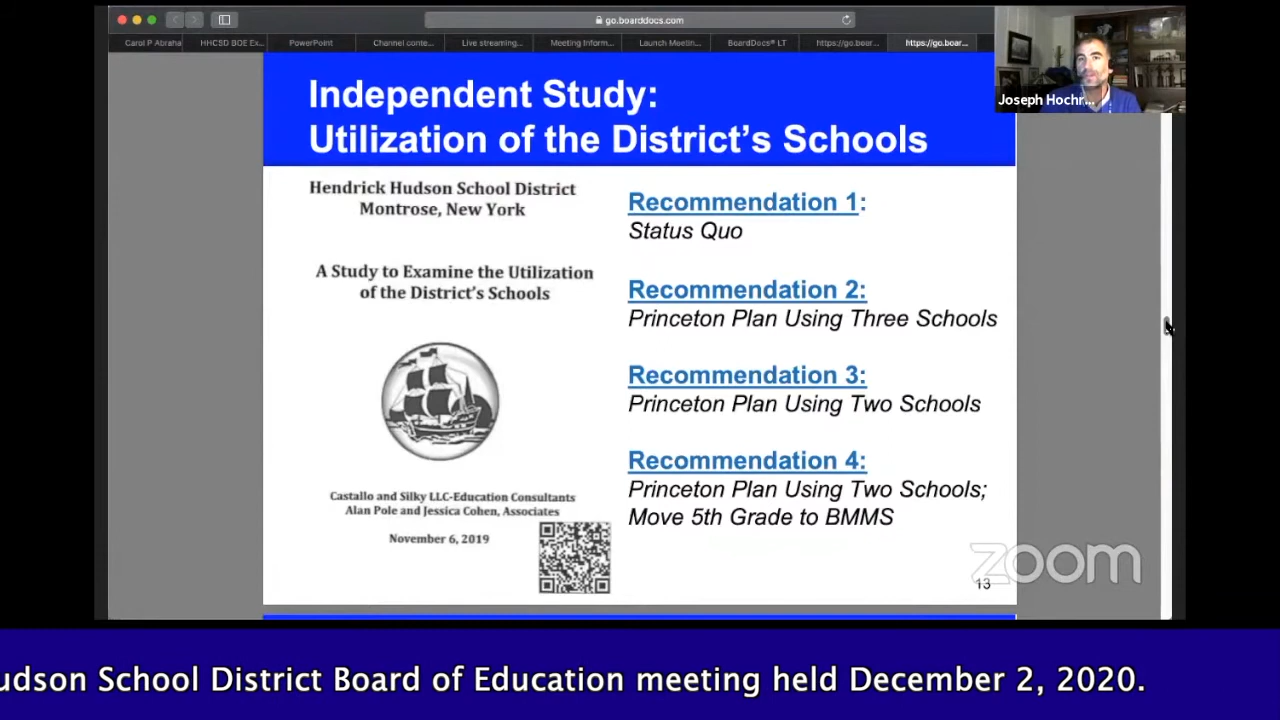 go.boarddocs.com
Carol P Abraha
HHCSD BOE Ex...
PowerPoint
Channel conte...
Live streaming...
Meeting Inform...
Launch Meetin...
BoardDocs® LT
https://go.boar...
https://go.boar...
Independent Study:
Utilization of the District's Schools
Joseph Hochr...
Hendrick Hudson School District
Montrose, New York
A Study to Examine the Utilization
of the District's Schools
Castallo and Silky LLC-Education Consultants
Alan Pole and Jessica Cohen, Associates
November 6, 2019
Recommendation 1:
Status Quo
Recommendation 2:
Princeton Plan Using Three Schools
Recommendation 3:
Princeton Plan Using Two Schools
Recommendation 4:
Princeton Plan Using Two Schools;
Move 5th Grade to BMMS
zoom
13
udson School District Board of Education meeting held December 2, 2020.